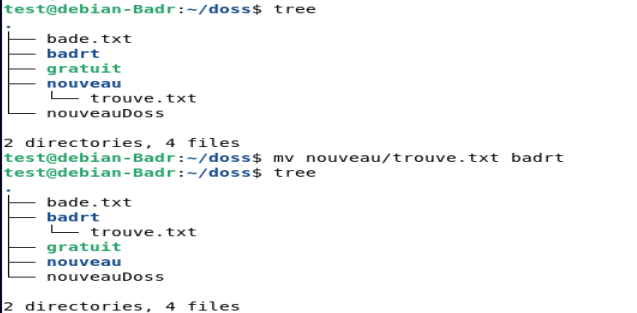 test@debian-Badr:~/doss$ tree
.
├── bade.txt
├── badrt
├── gratuit
├── nouveau
│   └── trouve.txt
└── nouveauDoss

2 directories, 4 files
test@debian-Badr:~/doss$ mv nouveau/trouve.txt badrt
test@debian-Badr:~/doss$ tree
.
├── bade.txt
├── badrt
│   └── trouve.txt
├── gratuit
├── nouveau
└── nouveauDoss

2 directories, 4 files